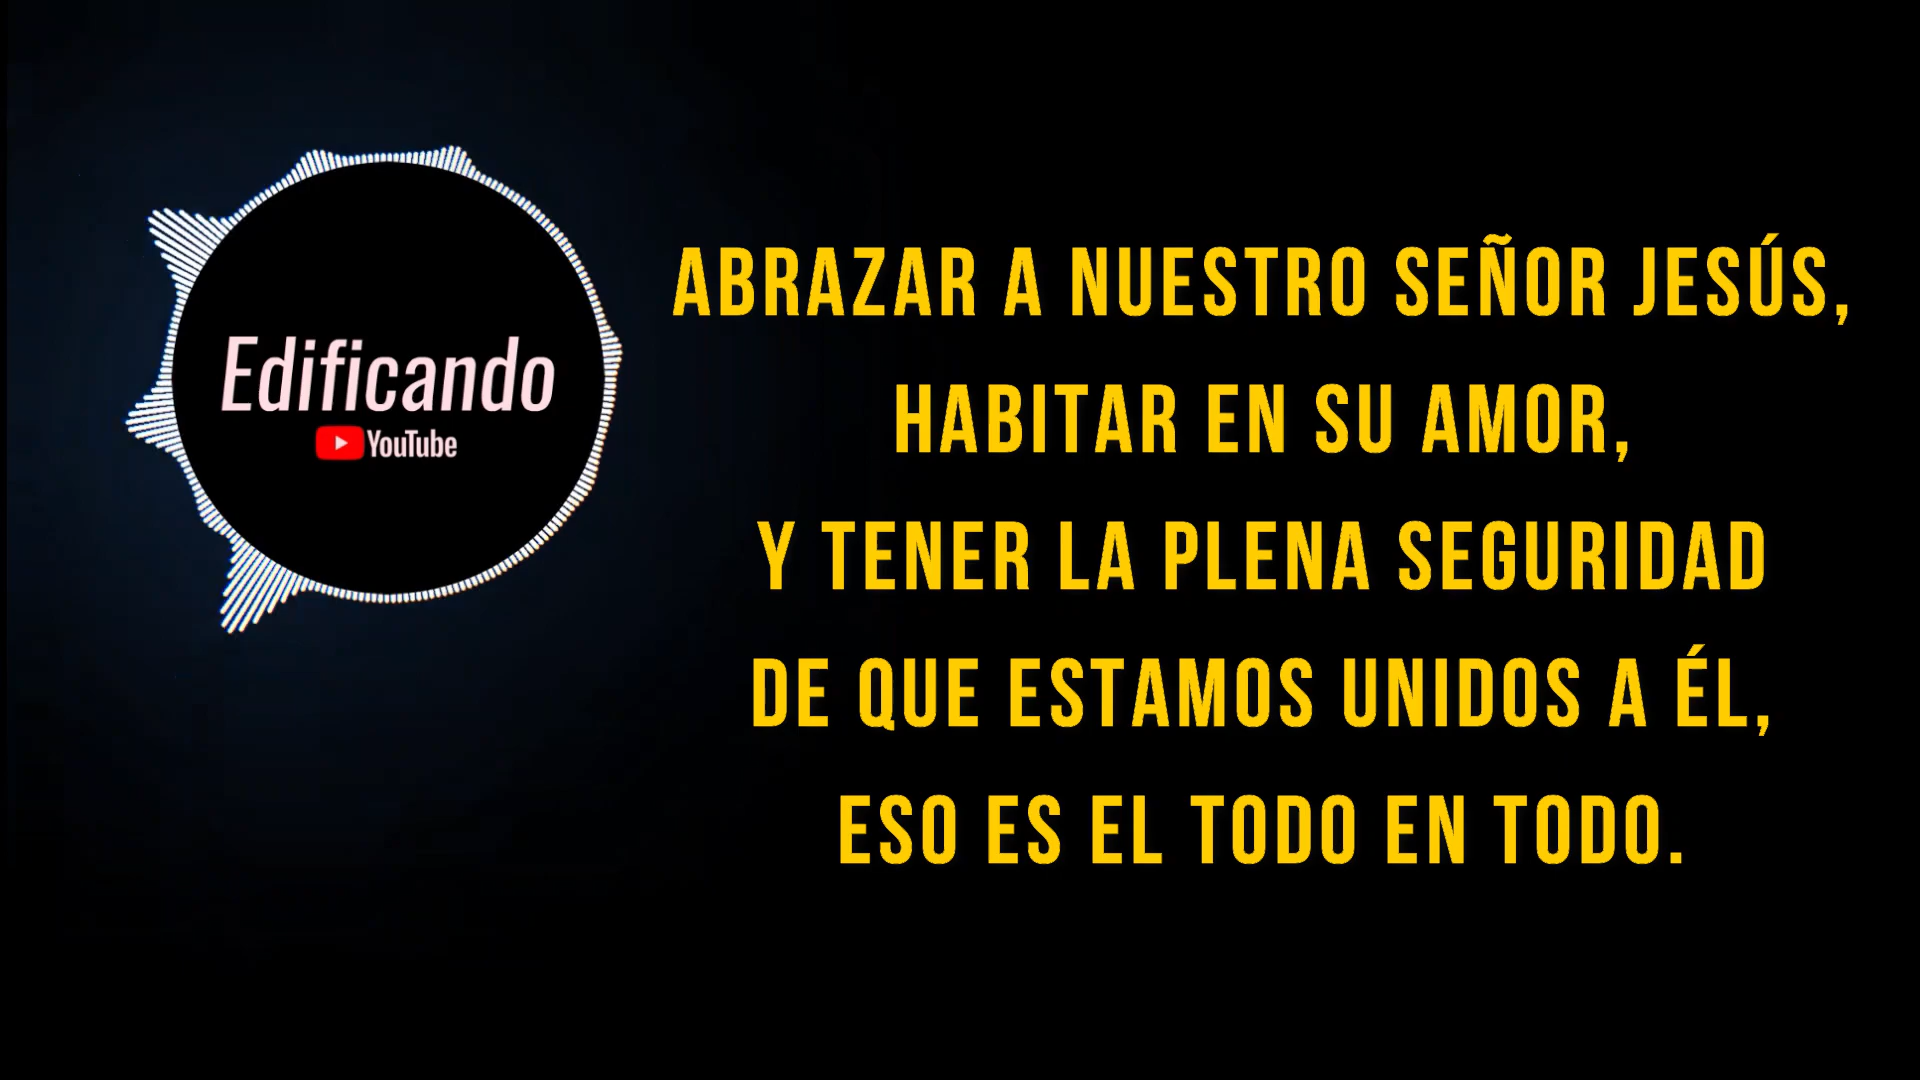 Edificando
YouTube
ABRAZAR A NUESTRO SEÑOR JESÚS,
HABITAR EN SU AMOR,
Y TENER LA PLENA SEGURIDAD
DE QUE ESTAMOS UNIDOS A ÉL,
ESO ES EL TODO EN TODO.